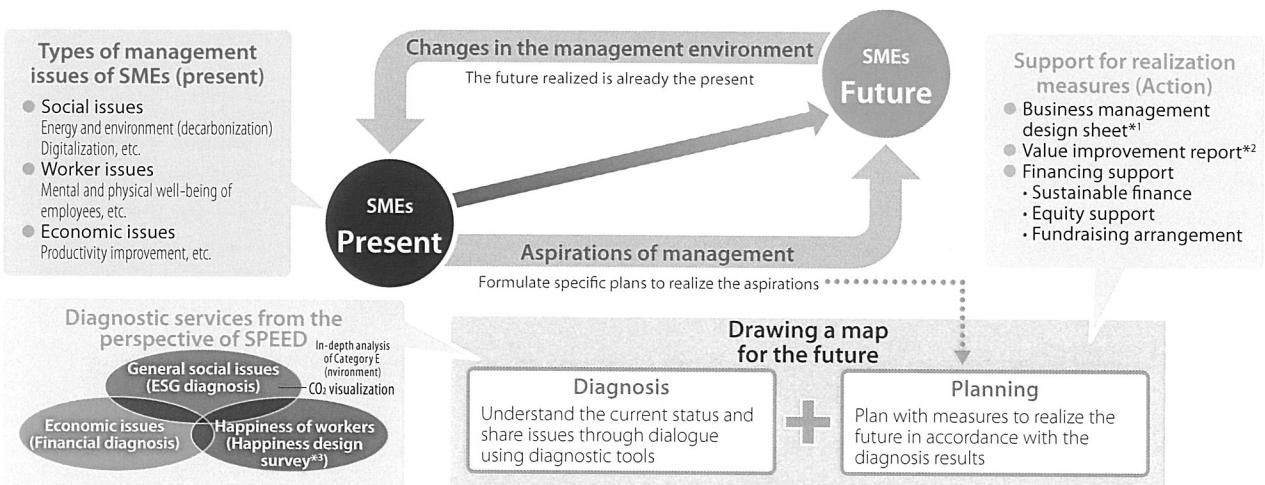 Types of management
issues of SMEs (present)
Social issues
Energy and environment (decarbonization)
Digitalization, etc.
Worker issues
Mental and physical well-being of
employees, etc.
Economic issues
Productivity improvement, etc.
Changes in the management environment
The future realized is already the present
SMEs
Future
SMEs
Present
Aspirations of management
Formulate specific plans to realize the aspirations
Support for realization
measures (Action)
Business management
design sheet*1
Value improvement report*2
Financing support
• Sustainable finance
• Equity support
• Fundraising arrangement
Diagnostic services from the
perspective of SPEED
In-depth analysis
of Category E
(nvironment)
CO₂ visualization
General social issues
(ESG diagnosis)
Economic issues
(Financial diagnosis)
Happiness of workers
(Happiness design
survey*3)
Drawing a map
for the future
Diagnosis
Understand the current status and
share issues through dialogue
using diagnostic tools
+
Planning
Plan with measures to realize the
future in accordance with the
diagnosis results